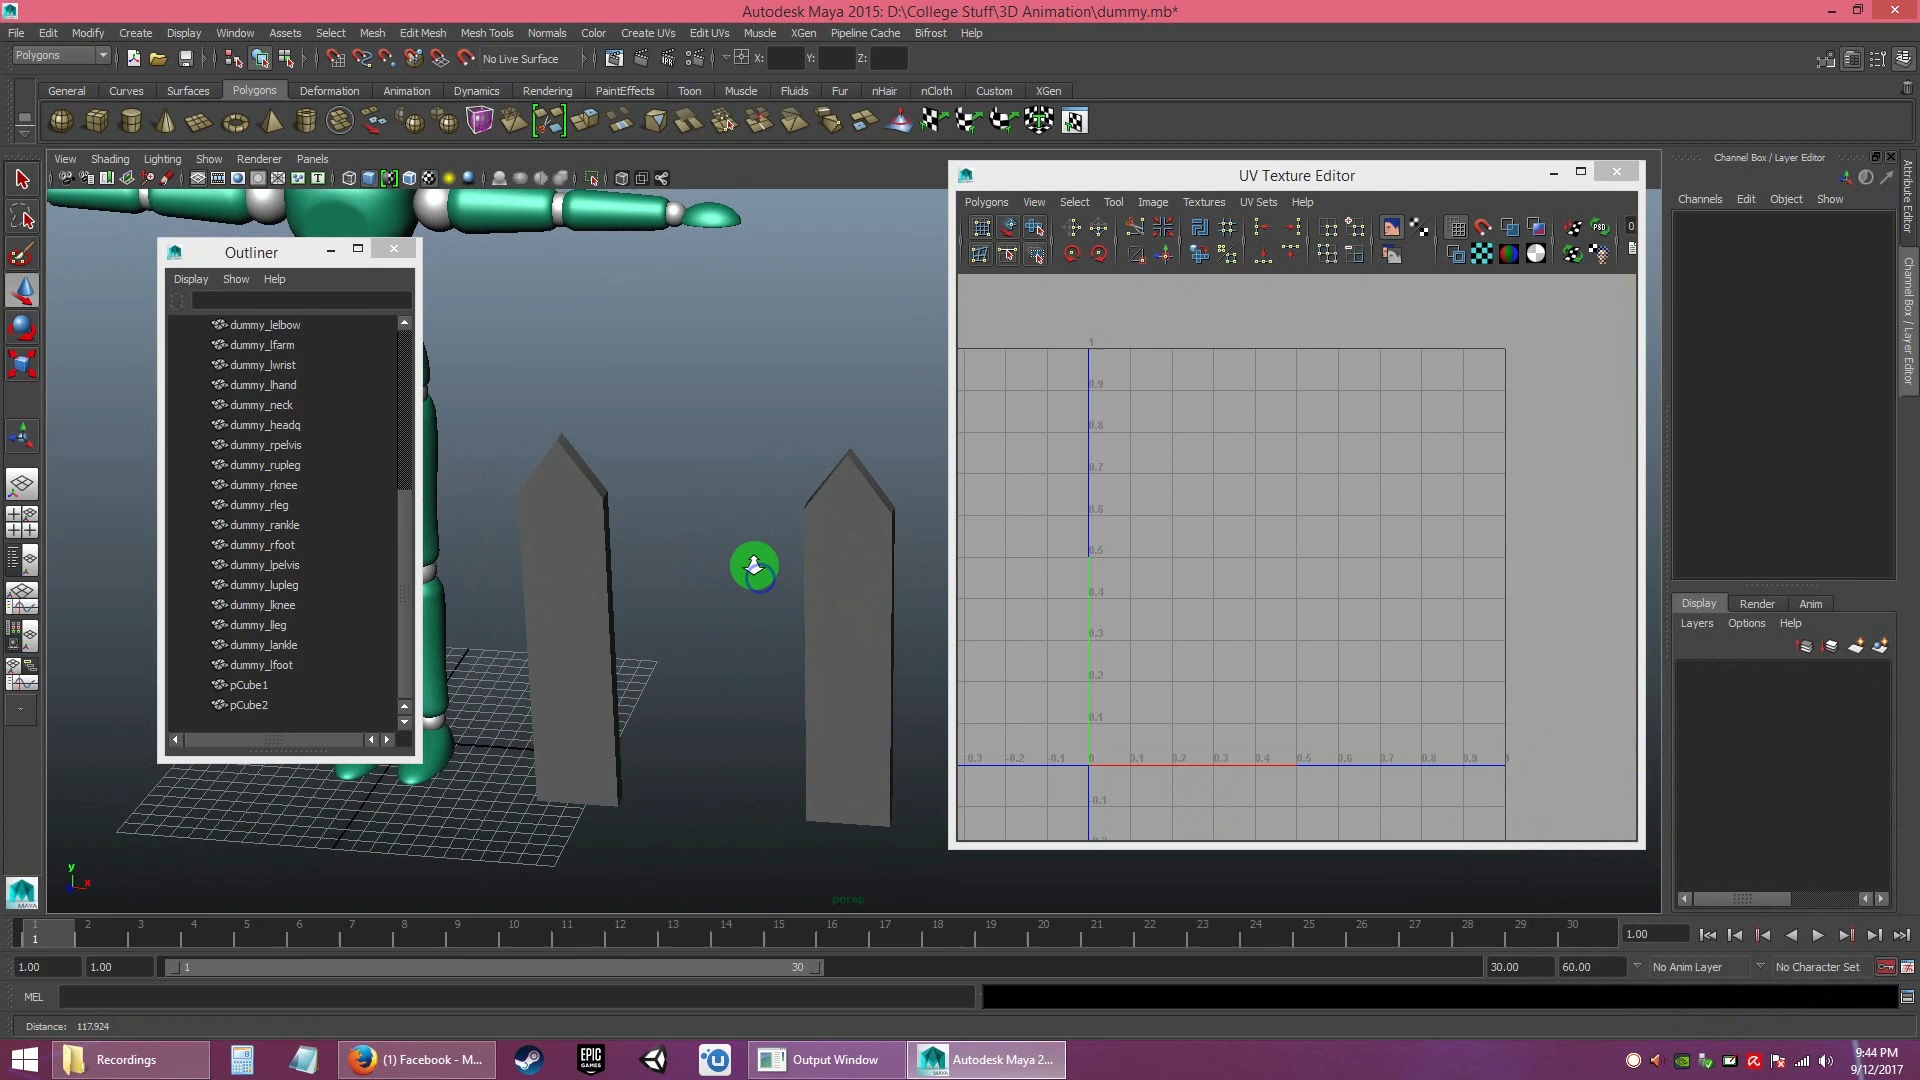 Autodesk Maya 2015: D:\College Stuff\3D Animation\dummy.mb*
File Edit Modify Create Display Window Assets Select Mesh Edit Mesh Mesh Tools Normals Color Create UVs Edit UVs Muscle XGen Pipeline Cache Bifrost Help
Polygons No Live Surface X: Y: Z:
General Curves Surfaces Polygons Deformation Animation Dynamics Rendering PaintEffects Toon Muscle Fluids Fur nHair nCloth Custom XGen
View Shading Lighting Show Renderer Panels
Channel Box / Layer Editor
Channels Edit Object Show
Attribute Editor
Channel Box / Layer Editor
UV Texture Editor
Polygons View Select Tool Image Textures UV Sets Help
1
0.9
0.8
0.7
0.6
0.5
0.4
0.3
0.2
0.1
-0.3 -0.2 -0.1 0 0.1 0.2 0.3 0.4 0.5 0.6 0.7 0.8 0.9 1
-0.1
Outliner
Display Show Help
dummy_lelbow
dummy_lfarm
dummy_lwrist
dummy_lhand
dummy_neck
dummy_headq
dummy_rpelvis
dummy_rupleg
dummy_rknee
dummy_rleg
dummy_rankle
dummy_rfoot
dummy_lpelvis
dummy_lupleg
dummy_lknee
dummy_lleg
dummy_lankle
dummy_lfoot
pCube1
pCube2
Display Render Anim
Layers Options Help
y
x
persp
MAYA
1 2 3 4 5 6 7 8 9 10 11 12 13 14 15 16 17 18 19 20 21 22 23 24 25 26 27 28 29 30
1
1.00
1.00 1.00 1 30 30.00 60.00 No Anim Layer No Character Set
MEL
Distance: 117.924
Recordings (1) Facebook - M... EPIC GAMES Output Window Autodesk Maya 2...
9:44 PM
9/12/2017